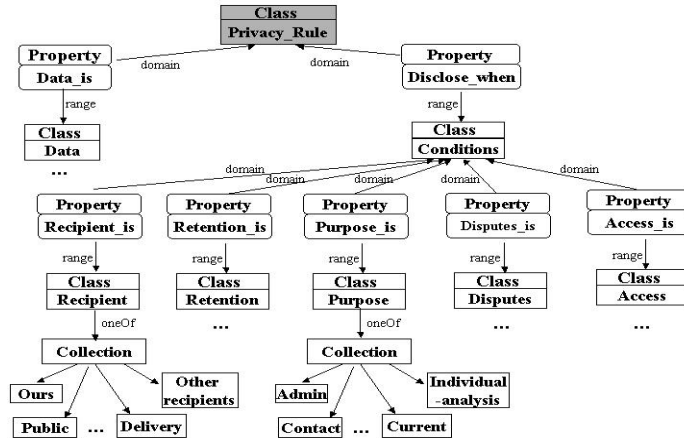 Class
Privacy_Rule
Property
Data_is
domain
domain
Property
Disclose_when
range
range
Class
Data
...
Class
Conditions
domain
domain
domain
domain
domain
Property
Recipient_is
Property
Retention_is
Property
Purpose_is
Property
Disputes_is
Property
Access_is
range
range
range
range
range
Class
Recipient
Class
Retention
...
Class
Purpose
Class
Disputes
...
Class
Access
...
oneOf
oneOf
Collection
Collection
Ours
Other
recipients
Admin
Individual
-analysis
Public
...
Delivery
Contact
...
Current